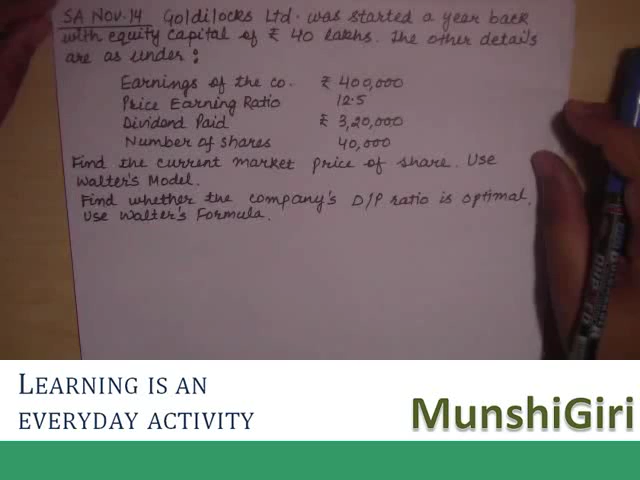 SA NOV.14 Goldilocks Ltd. was started a year back
with equity capital of ₹ 40 lakhs. The other details
are as under :
Earnings of the co. ₹ 400,000
Price Earning Ratio 12.5
Dividend Paid ₹ 3,20,000
Number of shares 40,000
Find the current market price of share. Use
Walter's Model.
Find whether the company's D/P ratio is optimal.
Use Walter's Formula.
LEARNING IS AN
EVERYDAY ACTIVITY
MunshiGiri